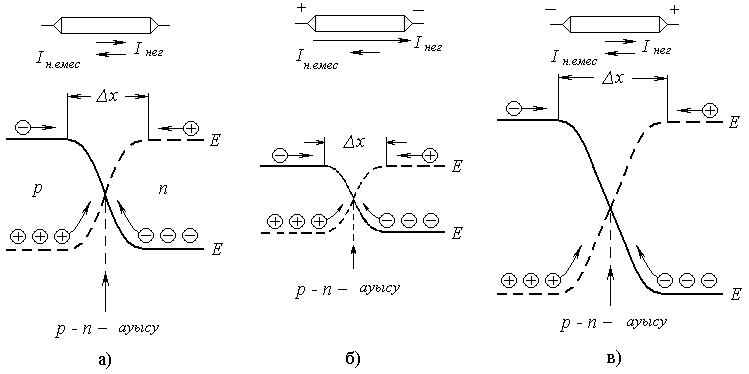 I нег
I н.емес
Δx
E
p n
E
p - n – ауысу
а)
+ –
I нег
I н.емес
Δx
E
E
p - n – ауысу
б)
– +
I нег
I н.емес
Δx
E
E
p - n – ауысу
в)